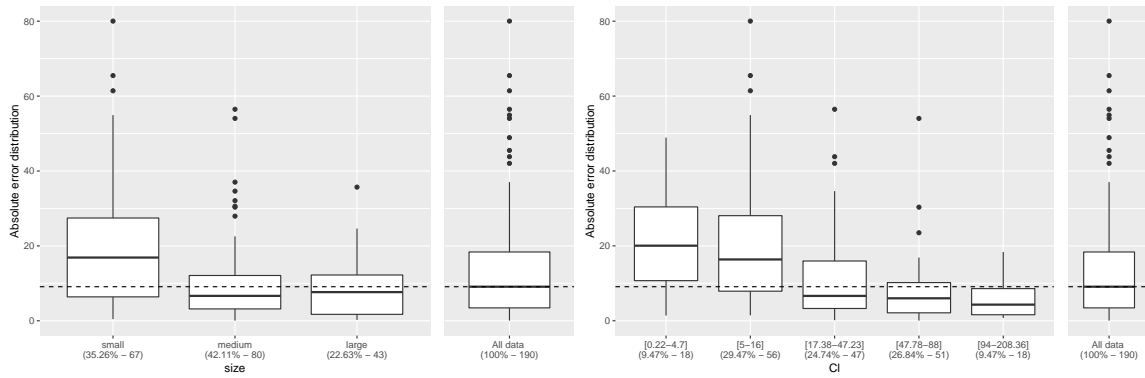 Absolute error distribution
80
60
40
20
0
small
(35.26% − 67)
medium
(42.11% − 80)
large
(22.63% − 43)
size
All data
(100% − 190)
Absolute error distribution
80
60
40
20
0
[0.22−4.7]
(9.47% − 18)
[5−16]
(29.47% − 56)
[17.38−47.23]
(24.74% − 47)
[47.78−88]
(26.84% − 51)
[94−208.36]
(9.47% − 18)
CI
All data
(100% − 190)